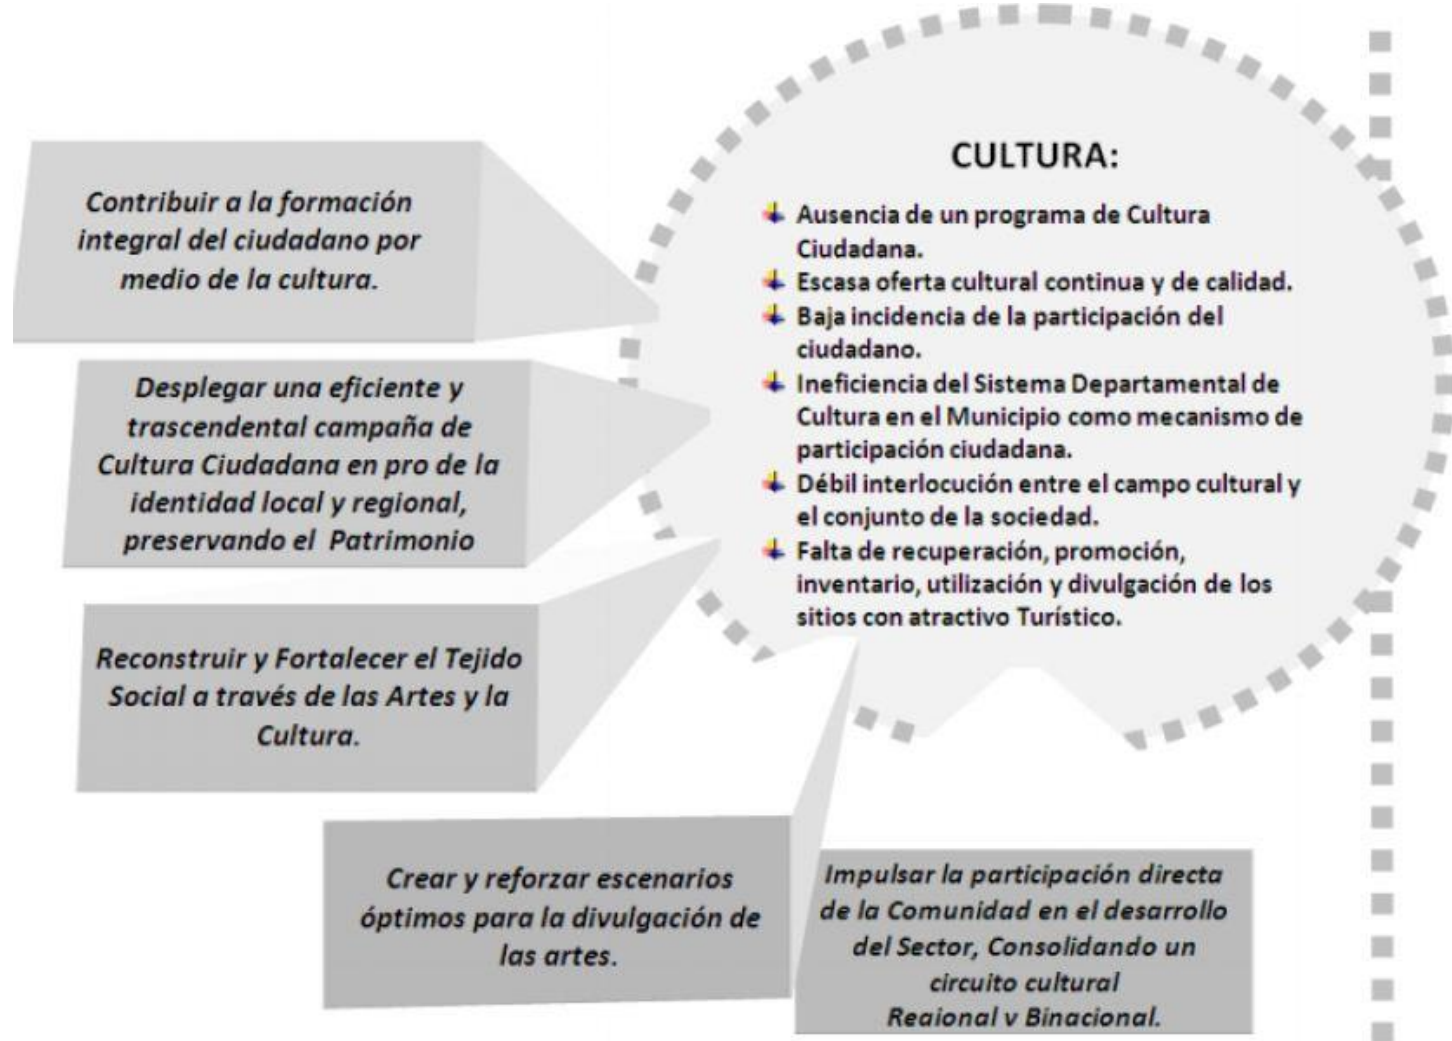 CULTURA:
Ausencia de un programa de Cultura
Ciudadana.
Escasa oferta cultural continua y de calidad.
Baja incidencia de la participación del
ciudadano.
Ineficiencia del Sistema Departamental de
Cultura en el Municipio como mecanismo de
participación ciudadana.
Débil interlocución entre el campo cultural y
el conjunto de la sociedad.
Falta de recuperación, promoción,
inventario, utilización y divulgación de los
sitios con atractivo Turístico.
Contribuir a la formación
integral del ciudadano por
medio de la cultura.
Desplegar una eficiente y
trascendental campaña de
Cultura Ciudadana en pro de la
identidad local y regional,
preservando el Patrimonio
Reconstruir y Fortalecer el Tejido
Social a través de las Artes y la
Cultura.
Crear y reforzar escenarios
óptimos para la divulgación de
las artes.
Impulsar la participación directa
de la Comunidad en el desarrollo
del Sector, Consolidando un
circuito cultural
Regional y Binacional.